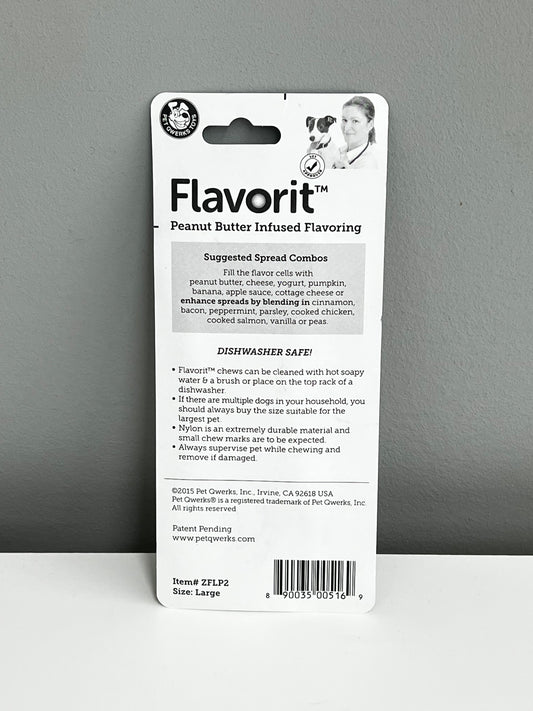 PET QWERKS TOYS
VET APPROVED
Flavorit™
Peanut Butter Infused Flavoring
Suggested Spread Combos
Fill the flavor cells with
peanut butter, cheese, yogurt, pumpkin,
banana, apple sauce, cottage cheese or
enhance spreads by blending in cinnamon,
bacon, peppermint, parsley, cooked chicken,
cooked salmon, vanilla or peas.
DISHWASHER SAFE!
• Flavorit™ chews can be cleaned with hot soapy
water & a brush or place on the top rack of a
dishwasher.
• If there are multiple dogs in your household, you
should always buy the size suitable for the
largest pet.
• Nylon is an extremely durable material and
small chew marks are to be expected.
• Always supervise pet while chewing and
remove if damaged.
©2015 Pet Qwerks, Inc., Irvine, CA 92618 USA
Pet Qwerks® is a registered trademark of Pet Qwerks, Inc.
All rights reserved
Patent Pending
www.petqwerks.com
Item# ZFLP2
Size: Large
8 90035 00516 9